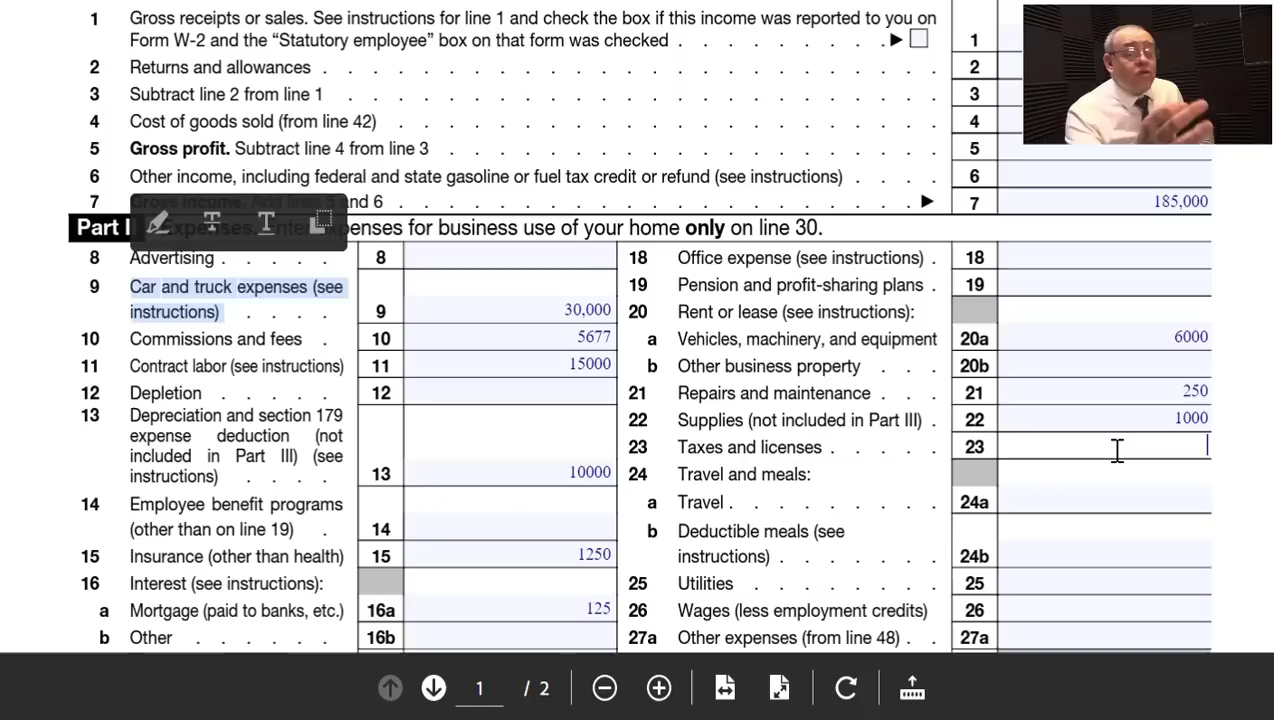 1 Gross receipts or sales. See instructions for line 1 and check the box if this income was reported to you on
Form W-2 and the “Statutory employee” box on that form was checked . . . . . . . . . ▶ 1
2 Returns and allowances . . . . . . . . . . . . . . . . . . . . . . . . 2
3 Subtract line 2 from line 1 . . . . . . . . . . . . . . . . . . . . . . . 3
4 Cost of goods sold (from line 42) . . . . . . . . . . . . . . . . . . . . . 4
5 Gross profit. Subtract line 4 from line 3 . . . . . . . . . . . . . . . . . . . 5
6 Other income, including federal and state gasoline or fuel tax credit or refund (see instructions) . . . . 6
7 Gross income. Add lines 5 and 6 . . . . . . . . . . . . . . . . . . . . ▶ 7 185,000
Part I Expenses. Enter expenses for business use of your home only on line 30.
8 Advertising . . . . . 8
9 Car and truck expenses (see
instructions) . . . . 9 30,000
10 Commissions and fees . 10 5677
11 Contract labor (see instructions) 11 15000
12 Depletion . . . . . 12
13 Depreciation and section 179
expense deduction (not
included in Part III) (see
instructions) . . . . 13 10000
14 Employee benefit programs
(other than on line 19) . 14
15 Insurance (other than health) 15 1250
16 Interest (see instructions):
a Mortgage (paid to banks, etc.) 16a 125
b Other . . . . . . 16b
18 Office expense (see instructions) . 18
19 Pension and profit-sharing plans . 19
20 Rent or lease (see instructions):
a Vehicles, machinery, and equipment 20a 6000
b Other business property . . . 20b
21 Repairs and maintenance . . . 21 250
22 Supplies (not included in Part III) . 22 1000
23 Taxes and licenses . . . . . 23
24 Travel and meals:
a Travel . . . . . . . . . 24a
b Deductible meals (see
instructions) . . . . . . . 24b
25 Utilities . . . . . . . . 25
26 Wages (less employment credits) 26
27a Other expenses (from line 48) . . 27a
1 / 2